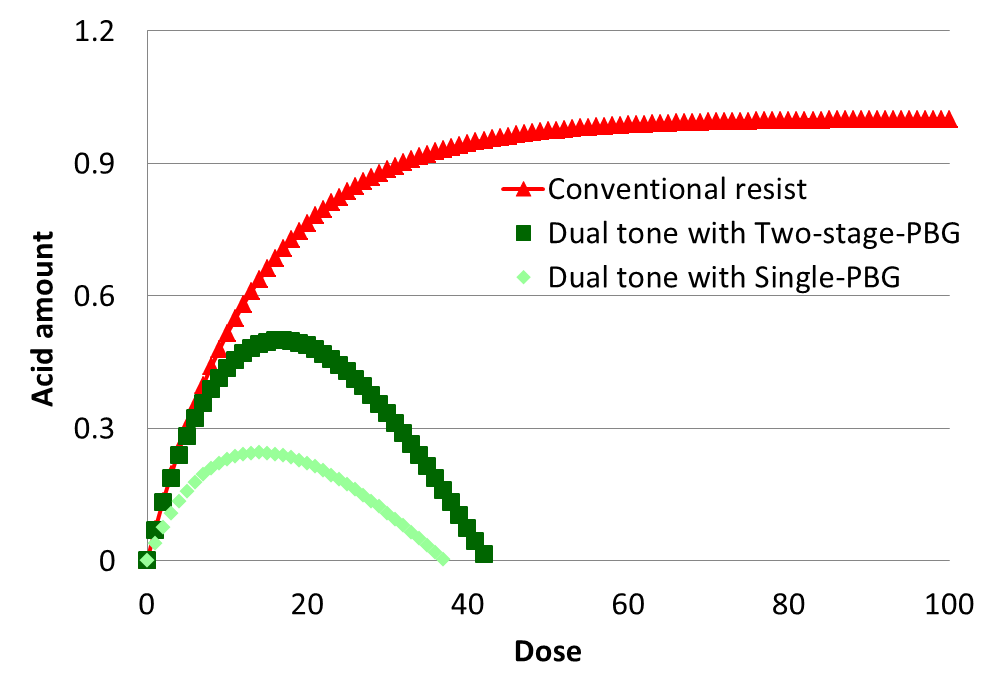 1.2
0.9
0.6
0.3
0
Acid amount
Conventional resist
Dual tone with Two-stage-PBG
Dual tone with Single-PBG
0 20 40 60 80 100
Dose